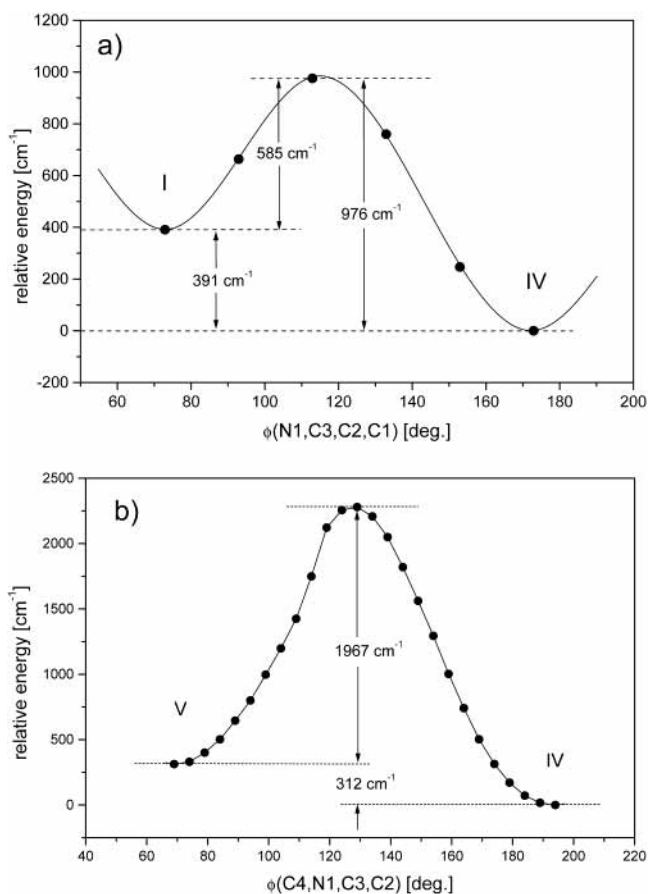 a)
1200
1000
800
600
400
200
0
-200
relative energy [cm⁻¹]
I
585 cm⁻¹
976 cm⁻¹
391 cm⁻¹
IV
60 80 100 120 140 160 180 200
ϕ(N1,C3,C2,C1) [deg.]
b)
2500
2000
1500
1000
500
0
relative energy [cm⁻¹]
1967 cm⁻¹
V
IV
312 cm⁻¹
40 60 80 100 120 140 160 180 200 220
ϕ(C4,N1,C3,C2) [deg.]